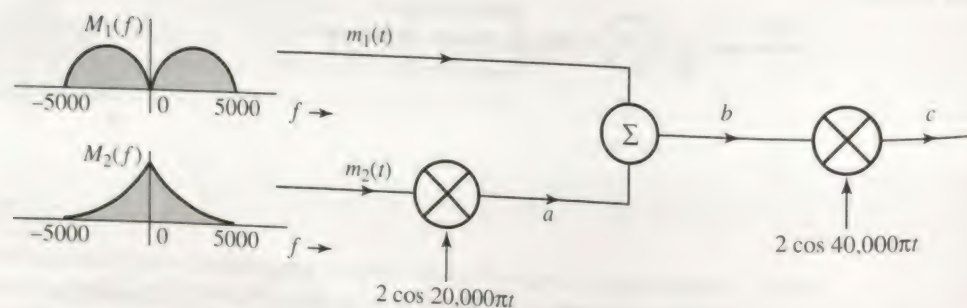 M₁(f)
−5000 0 5000 f →
m₁(t)
M₂(f)
−5000 0 5000 f →
m₂(t)
a
2 cos 20,000πt
Σ
b
c
2 cos 40,000πt